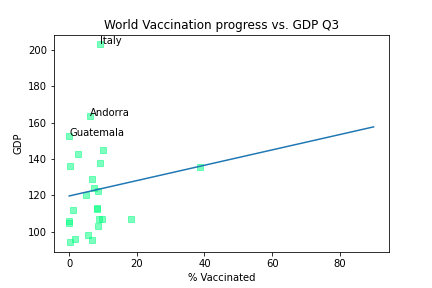 World Vaccination progress vs. GDP Q3
Italy
Andorra
Guatemala
200
180
160
140
120
100
GDP
0
20
40
60
80
% Vaccinated